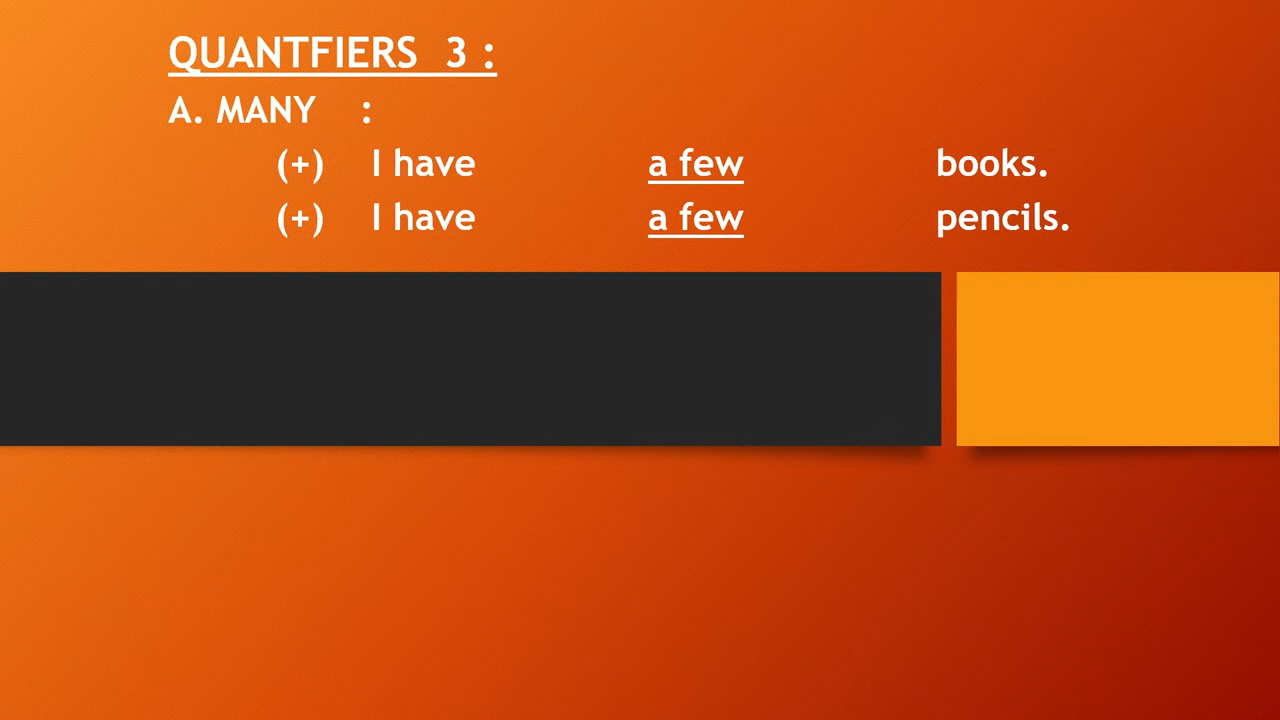 QUANTFIERS 3 :
A. MANY :
(+) I have a few books.
(+) I have a few pencils.